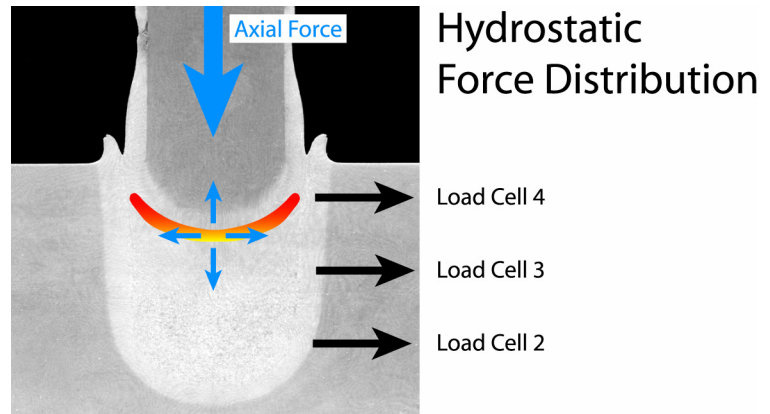 Axial Force
Hydrostatic
Force Distribution
Load Cell 4
Load Cell 3
Load Cell 2